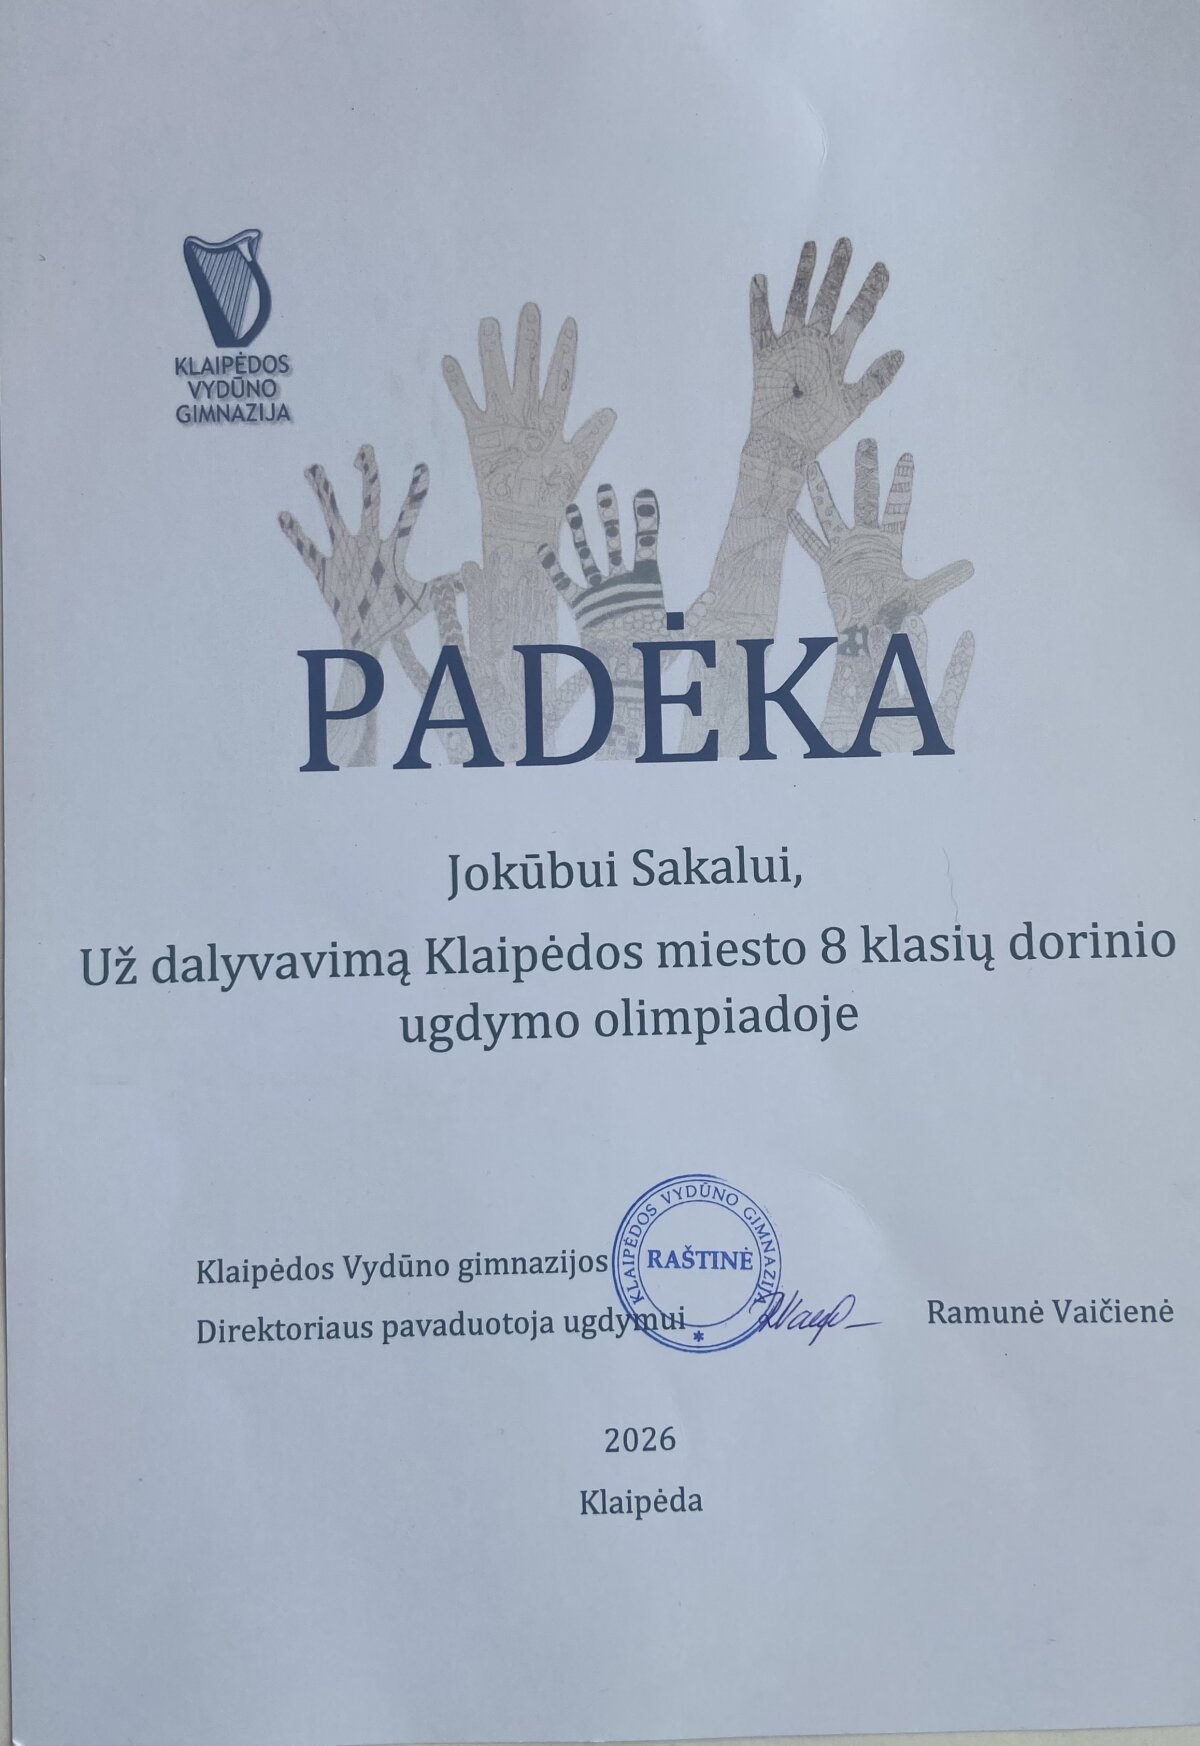 KLAIPĖDOS
VYDŪNO
GIMNAZIJA
PADĖKA
Jokūbui Sakalui,
Už dalyvavimą Klaipėdos miesto 8 klasių dorinio
ugdymo olimpiadoje
KLAIPĖDOS VYDŪNO GIMNAZIJA
RAŠTINĖ
Klaipėdos Vydūno gimnazijos
Direktoriaus pavaduotoja ugdymui
Ramunė Vaičienė
2026
Klaipėda